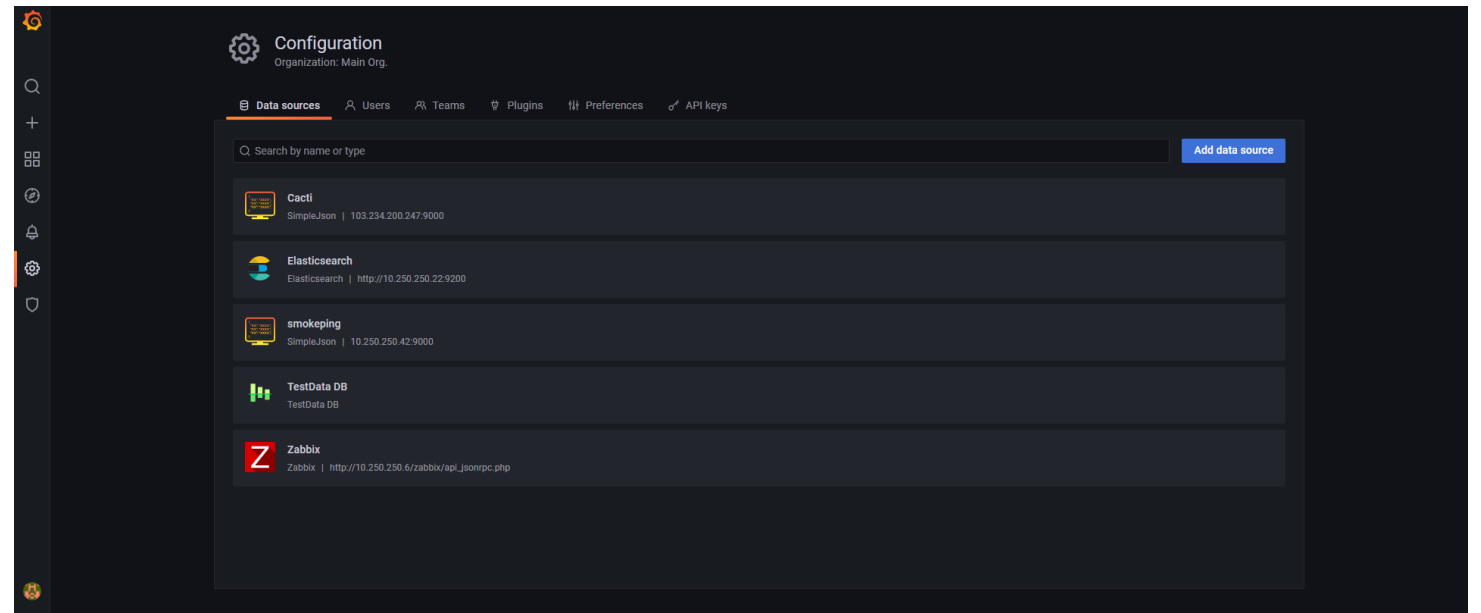 Configuration
Organization: Main Org.
Data sources Users Teams Plugins Preferences API keys
Search by name or type Add data source
Cacti
SimpleJson | 103.234.200.247:9000
Elasticsearch
Elasticsearch | http://10.250.250.22:9200
smokeping
SimpleJson | 10.250.250.42:9000
TestData DB
TestData DB
Z Zabbix
Zabbix | http://10.250.250.6/zabbix/api_jsonrpc.php